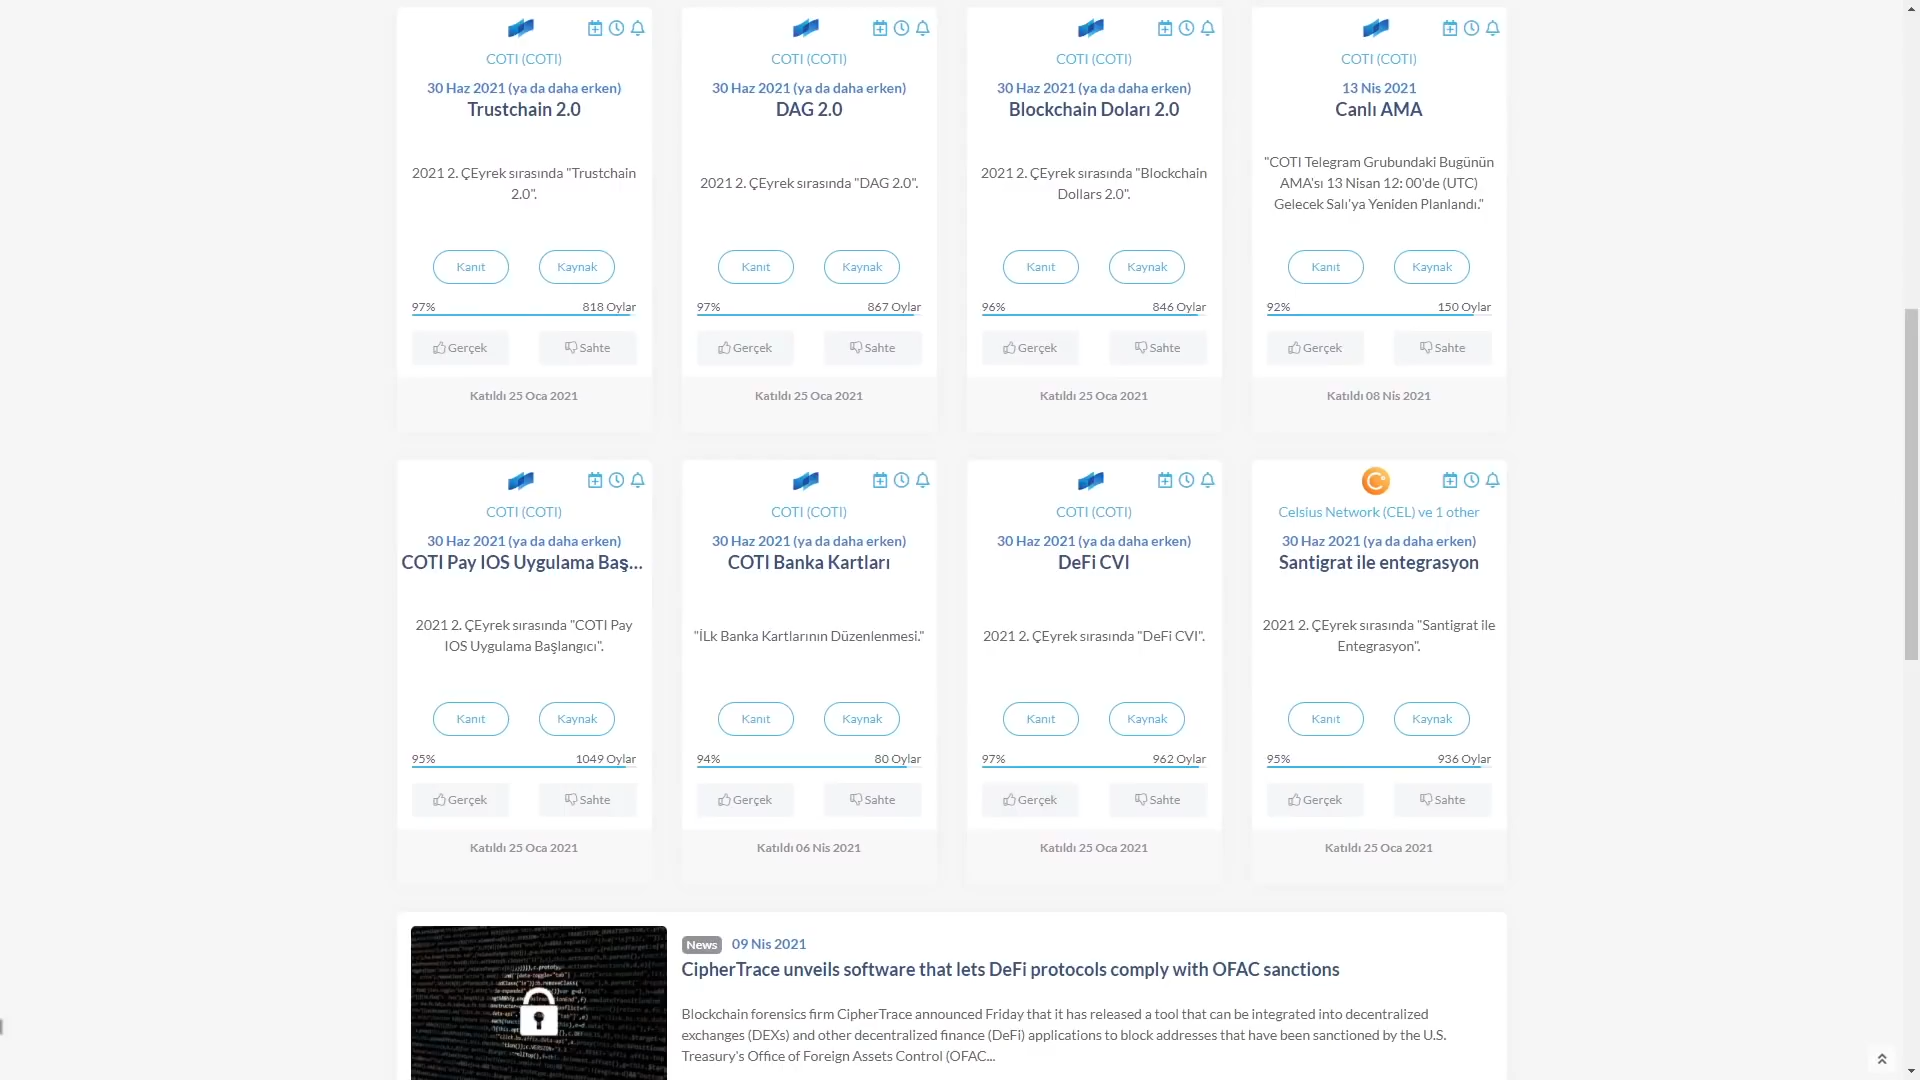 COTI (COTI)
30 Haz 2021 (ya da daha erken)
Trustchain 2.0
2021 2. ÇEyrek sırasında "Trustchain
2.0".
Kanıt Kaynak
97% 818 Oylar
Gerçek Sahte
Katıldı 25 Oca 2021
COTI (COTI)
30 Haz 2021 (ya da daha erken)
DAG 2.0
2021 2. ÇEyrek sırasında "DAG 2.0".
Kanıt Kaynak
97% 867 Oylar
Gerçek Sahte
Katıldı 25 Oca 2021
COTI (COTI)
30 Haz 2021 (ya da daha erken)
Blockchain Doları 2.0
2021 2. ÇEyrek sırasında "Blockchain
Dollars 2.0".
Kanıt Kaynak
96% 846 Oylar
Gerçek Sahte
Katıldı 25 Oca 2021
COTI (COTI)
13 Nis 2021
Canlı AMA
"COTI Telegram Grubundaki Bugünün
AMA'sı 13 Nisan 12: 00'de (UTC)
Gelecek Salı'ya Yeniden Planlandı."
Kanıt Kaynak
92% 150 Oylar
Gerçek Sahte
Katıldı 08 Nis 2021
COTI (COTI)
30 Haz 2021 (ya da daha erken)
COTI Pay IOS Uygulama Baş...
2021 2. ÇEyrek sırasında "COTI Pay
IOS Uygulama Başlangıcı".
Kanıt Kaynak
95% 1049 Oylar
Gerçek Sahte
Katıldı 25 Oca 2021
COTI (COTI)
30 Haz 2021 (ya da daha erken)
COTI Banka Kartları
"İLk Banka Kartlarının Düzenlenmesi."
Kanıt Kaynak
94% 80 Oylar
Gerçek Sahte
Katıldı 06 Nis 2021
COTI (COTI)
30 Haz 2021 (ya da daha erken)
DeFi CVI
2021 2. ÇEyrek sırasında "DeFi CVI".
Kanıt Kaynak
97% 962 Oylar
Gerçek Sahte
Katıldı 25 Oca 2021
Celsius Network (CEL) ve 1 other
30 Haz 2021 (ya da daha erken)
Santigrat ile entegrasyon
2021 2. ÇEyrek sırasında "Santigrat ile
Entegrasyon".
Kanıt Kaynak
95% 936 Oylar
Gerçek Sahte
Katıldı 25 Oca 2021
News 09 Nis 2021
CipherTrace unveils software that lets DeFi protocols comply with OFAC sanctions
Blockchain forensics firm CipherTrace announced Friday that it has released a tool that can be integrated into decentralized
exchanges (DEXs) and other decentralized finance (DeFi) applications to block addresses that have been sanctioned by the U.S.
Treasury's Office of Foreign Assets Control (OFAC...